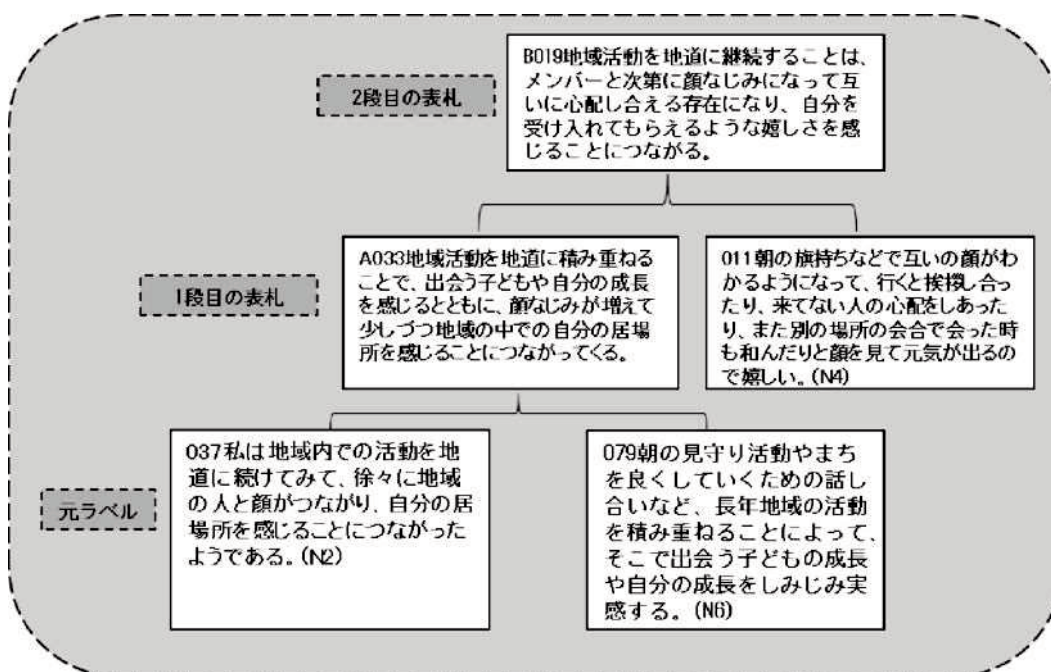 B019地域活動を地道に継続することは、
メンバーと次第に顔なじみになって互
いに心配し合える存在になり、自分を
受け入れてもらえるような嬉しさを感
じることにつながる。
2段目の表札
A033地域活動を地道に積み重ねる
ことで、出会う子どもや自分の成長
を感じるとともに、顔なじみが増えて
少しづつ地域の中での自分の居場
所を感じることにつながってくる。
011朝の旗持ちなどで互いの顔がわ
かるようになって、行くと挨拶し合っ
たり、来てない人の心配をしあった
り、また別の場所の会合で会った時
も和んだりと顔を見て元気が出るの
で嬉しい。(N4)
1段目の表札
037私は地域内での活動を地
道に続けてみて、徐々に地域
の人と顔がつながり、自分の居
場所を感じることにつながった
ようである。(N2)
079朝の見守り活動やまち
を良くしていくための話し
合いなど、長年地域の活動
を積み重ねることによって、
そこで出会う子どもの成長
や自分の成長をしみじみ実
感する。(N6)
元ラベル